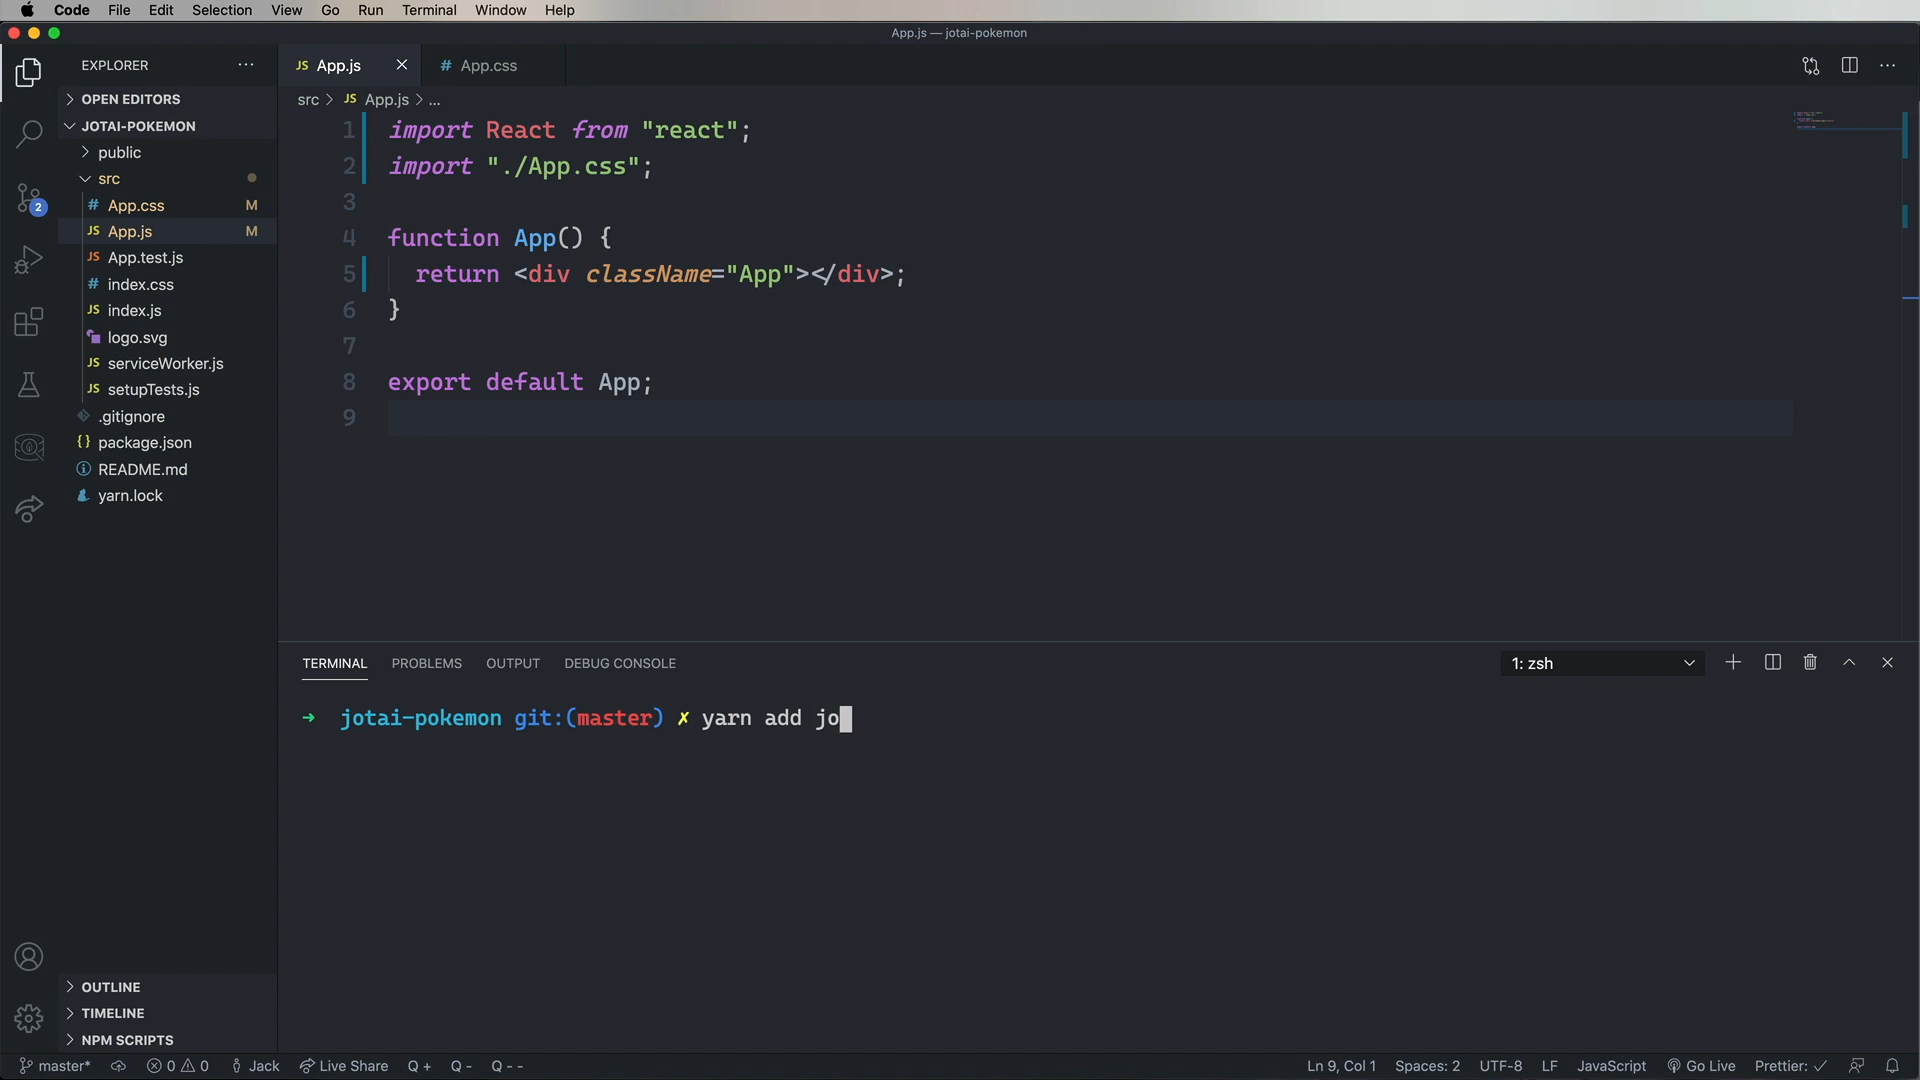 Code File Edit Selection View Go Run Terminal Window Help
App.js — jotai-pokemon
EXPLORER
JS App.js
# App.css
OPEN EDITORS
JOTAI-POKEMON
public
src
# App.css M
JS App.js M
JS App.test.js
# index.css
JS index.js
logo.svg
JS serviceWorker.js
JS setupTests.js
.gitignore
{} package.json
README.md
yarn.lock
2
src > JS App.js > ...
1 import React from "react";
2 import "./App.css";
3
4 function App() {
5 return <div className="App"></div>;
6 }
7
8 export default App;
9
TERMINAL PROBLEMS OUTPUT DEBUG CONSOLE
1: zsh
➜ jotai-pokemon git:(master) ✗ yarn add jo
OUTLINE
TIMELINE
NPM SCRIPTS
master* 0 0 Jack Live Share Q + Q - Q - - Ln 9, Col 1 Spaces: 2 UTF-8 LF JavaScript Go Live Prettier: ✓